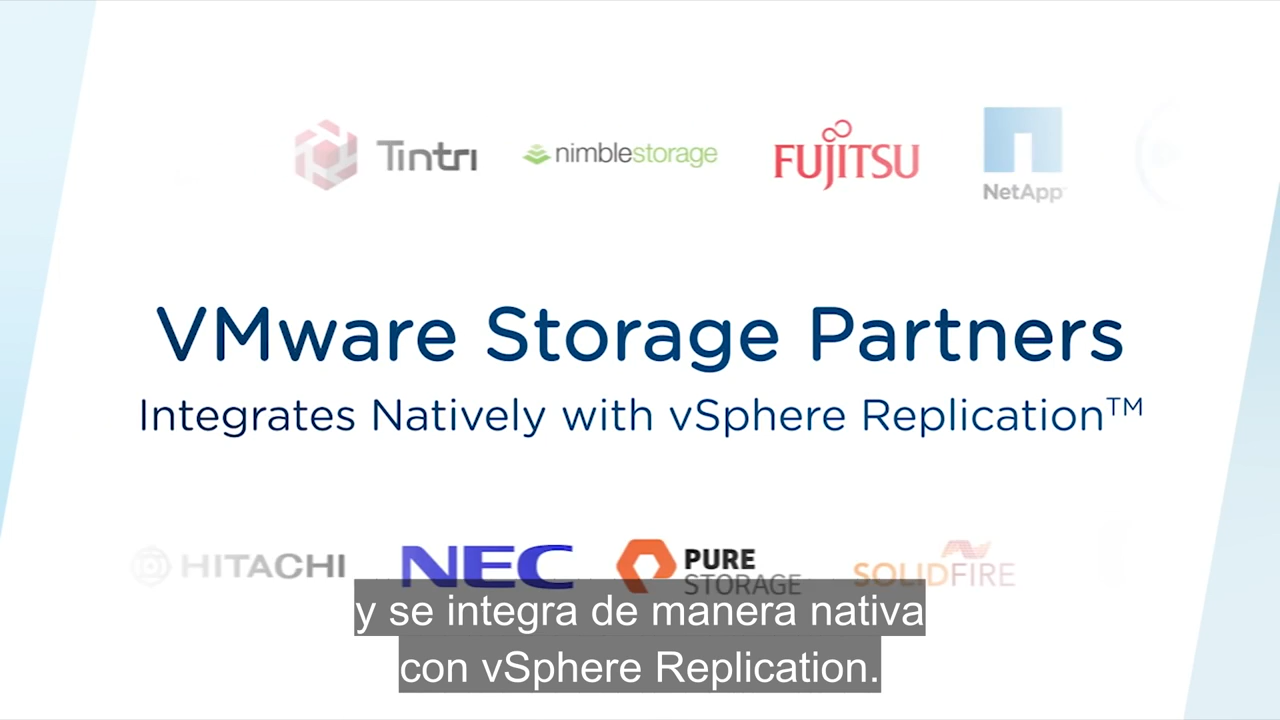 Tintri nimblestorage FUJITSU NetApp
VMware Storage Partners
Integrates Natively with vSphere Replication™
HITACHI NEC PURE STORAGE SOLIDFIRE
y se integra de manera nativa
con vSphere Replication.